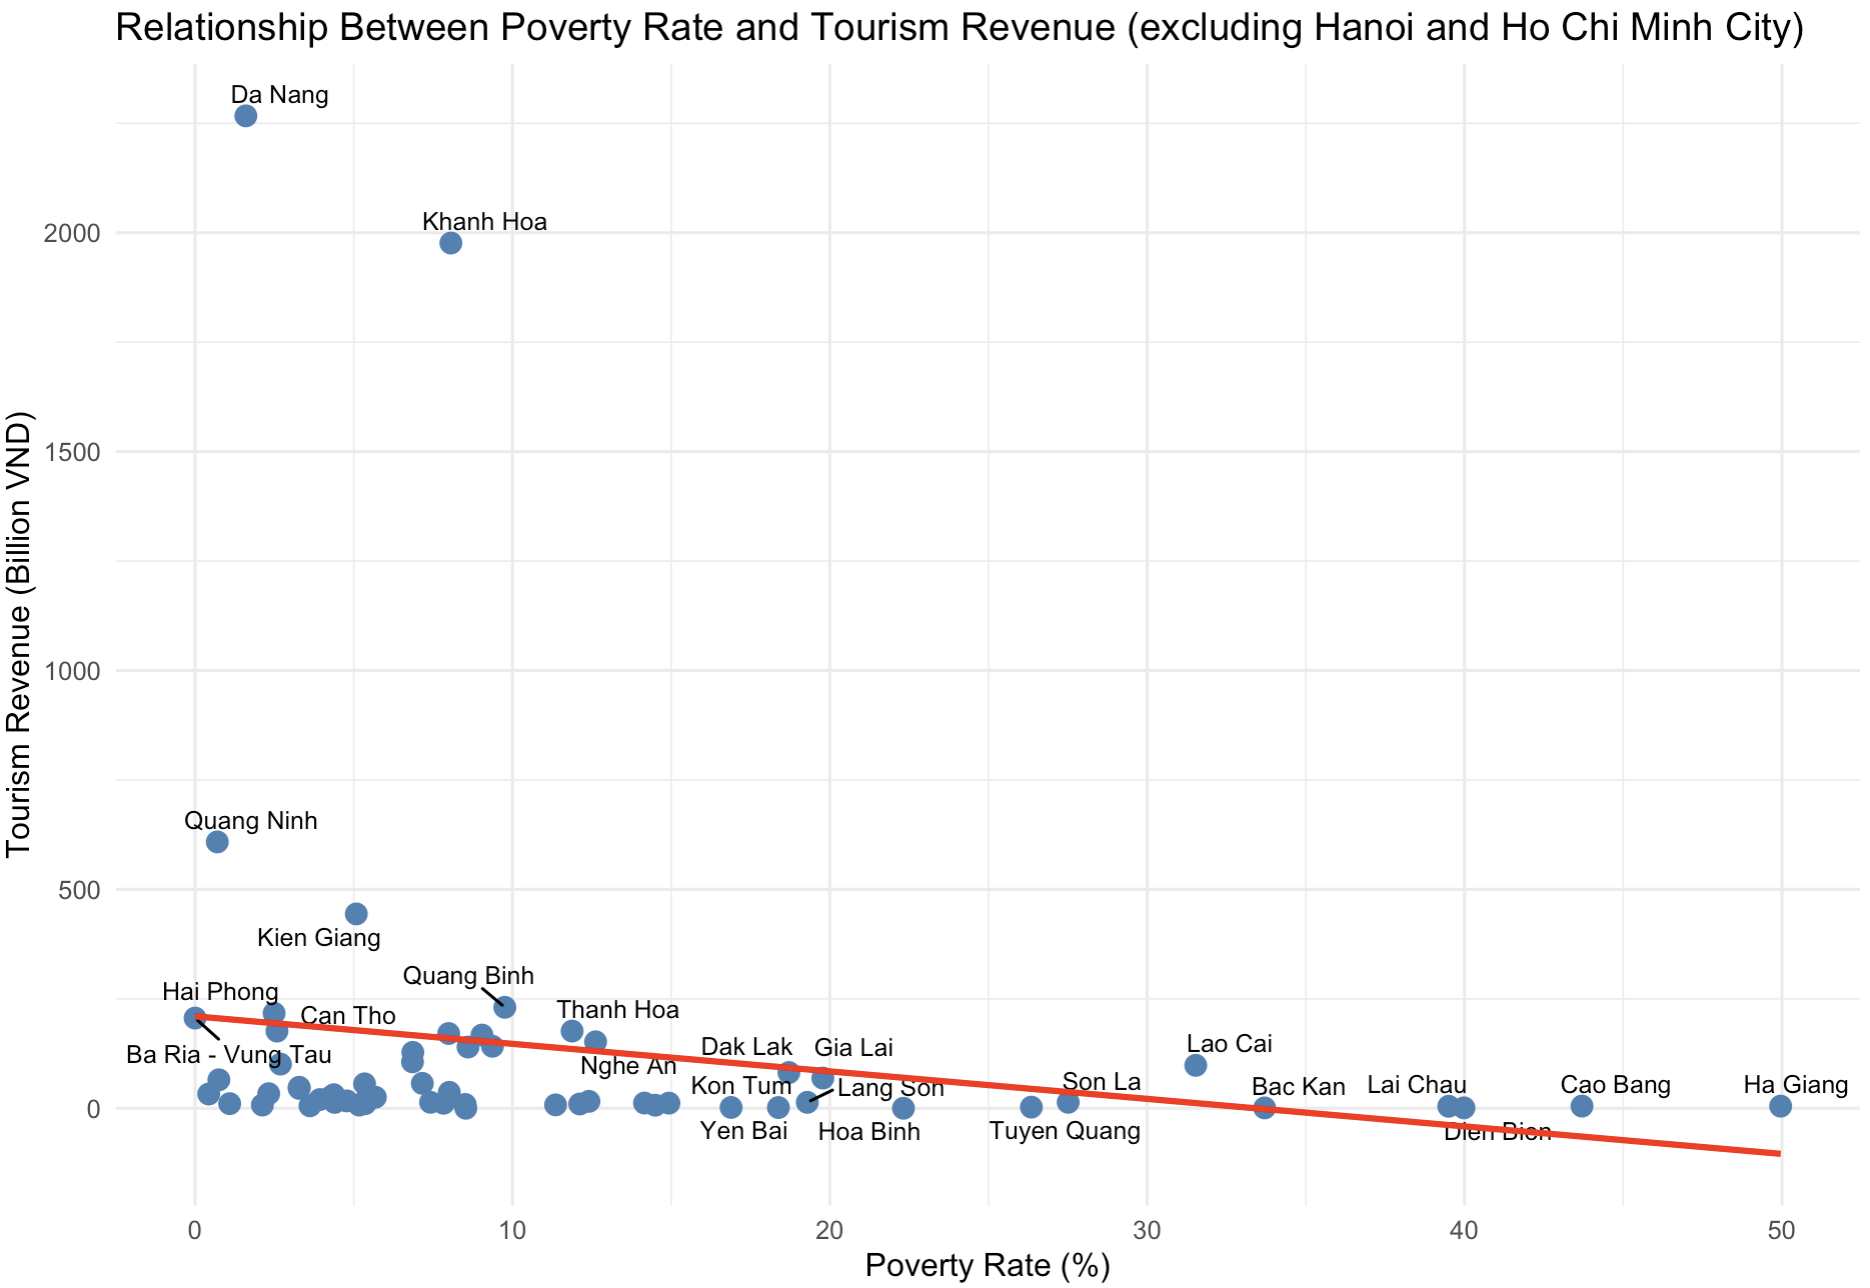 Relationship Between Poverty Rate and Tourism Revenue (excluding Hanoi and Ho Chi Minh City)
Tourism Revenue (Billion VND)
2000
1500
1000
500
0
Da Nang
Khanh Hoa
Quang Ninh
Kien Giang
Quang Binh
Hai Phong
Can Tho
Thanh Hoa
Ba Ria - Vung Tau
Nghe An
Dak Lak
Gia Lai
Lao Cai
Kon Tum
Lang Son
Son La
Bac Kan
Lai Chau
Cao Bang
Ha Giang
Yen Bai
Hoa Binh
Tuyen Quang
Dien Bien
0
10
20
30
40
50
Poverty Rate (%)